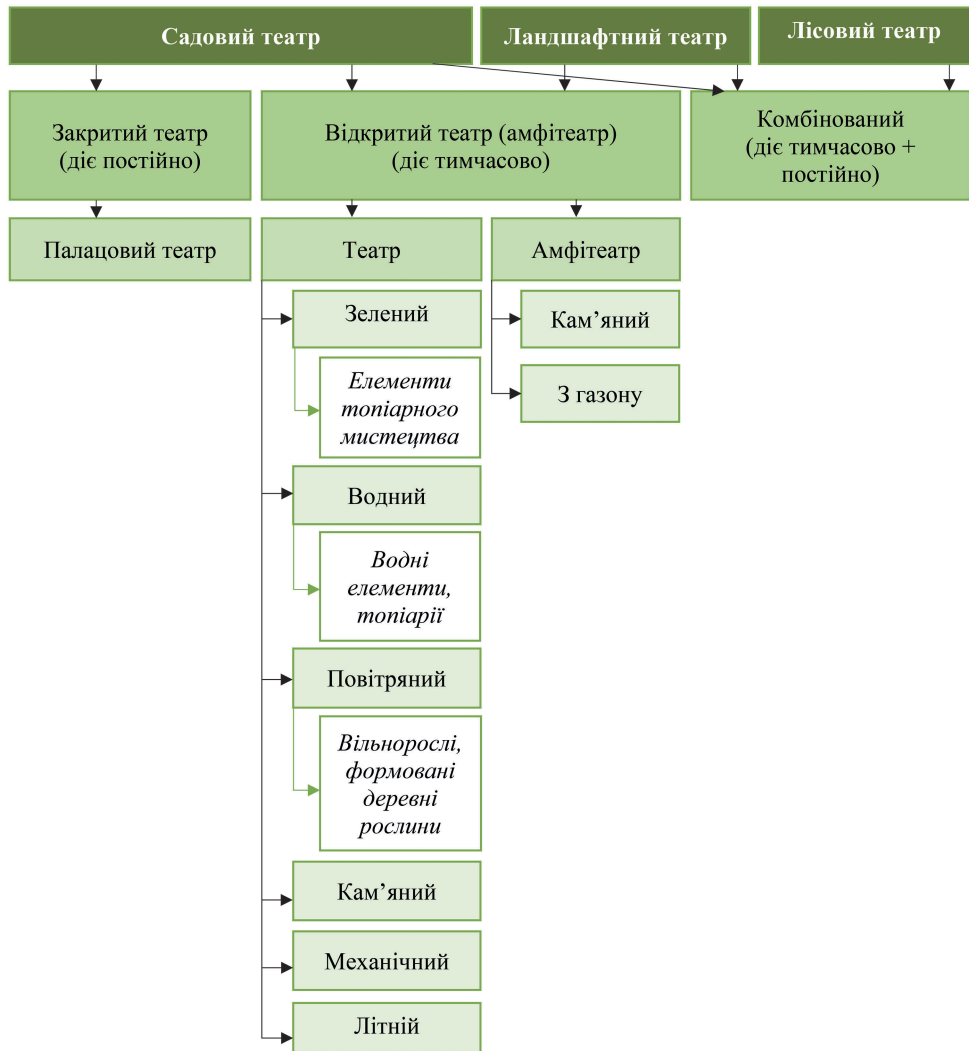 Садовий театр
Ландшафтний театр
Лісовий театр
Закритий театр
(діє постійно)
Відкритий театр (амфітеатр)
(діє тимчасово)
Комбінований
(діє тимчасово +
постійно)
Палацовий театр
Театр
Амфітеатр
Зелений
Кам’яний
Елементи
топіарного
мистецтва
З газону
Водний
Водні
елементи,
топіарії
Повітряний
Вільнорослі,
формовані
деревні
рослини
Кам’яний
Механічний
Літній